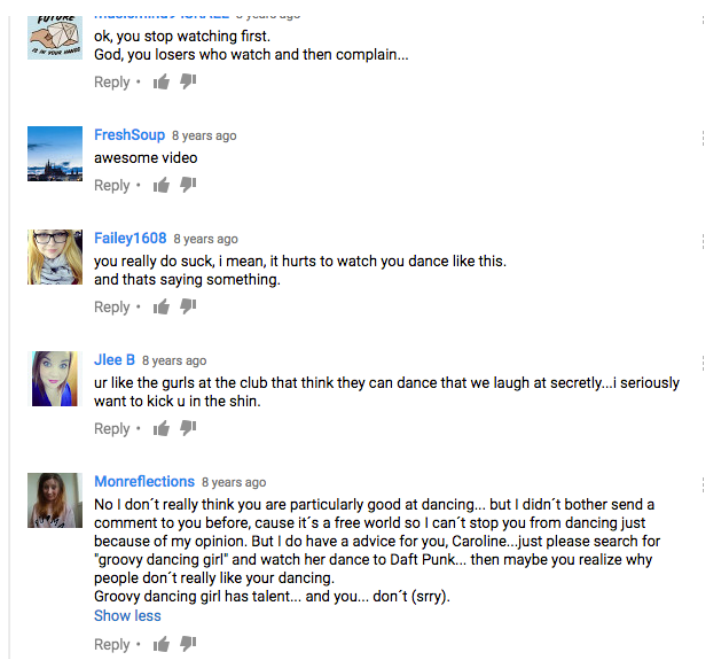 FUTURE
IS IN YOUR HANDS
8 years ago
ok, you stop watching first.
God, you losers who watch and then complain...
Reply •
FreshSoup 8 years ago
awesome video
Reply •
Failey1608 8 years ago
you really do suck, i mean, it hurts to watch you dance like this.
and thats saying something.
Reply •
Jlee B 8 years ago
ur like the gurls at the club that think they can dance that we laugh at secretly...i seriously
want to kick u in the shin.
Reply •
Monreflections 8 years ago
No I don´t really think you are particularly good at dancing... but I didn´t bother send a
comment to you before, cause it´s a free world so I can´t stop you from dancing just
because of my opinion. But I do have a advice for you, Caroline...just please search for
"groovy dancing girl" and watch her dance to Daft Punk... then maybe you realize why
people don´t really like your dancing.
Groovy dancing girl has talent... and you... don´t (srry).
Show less
Reply •